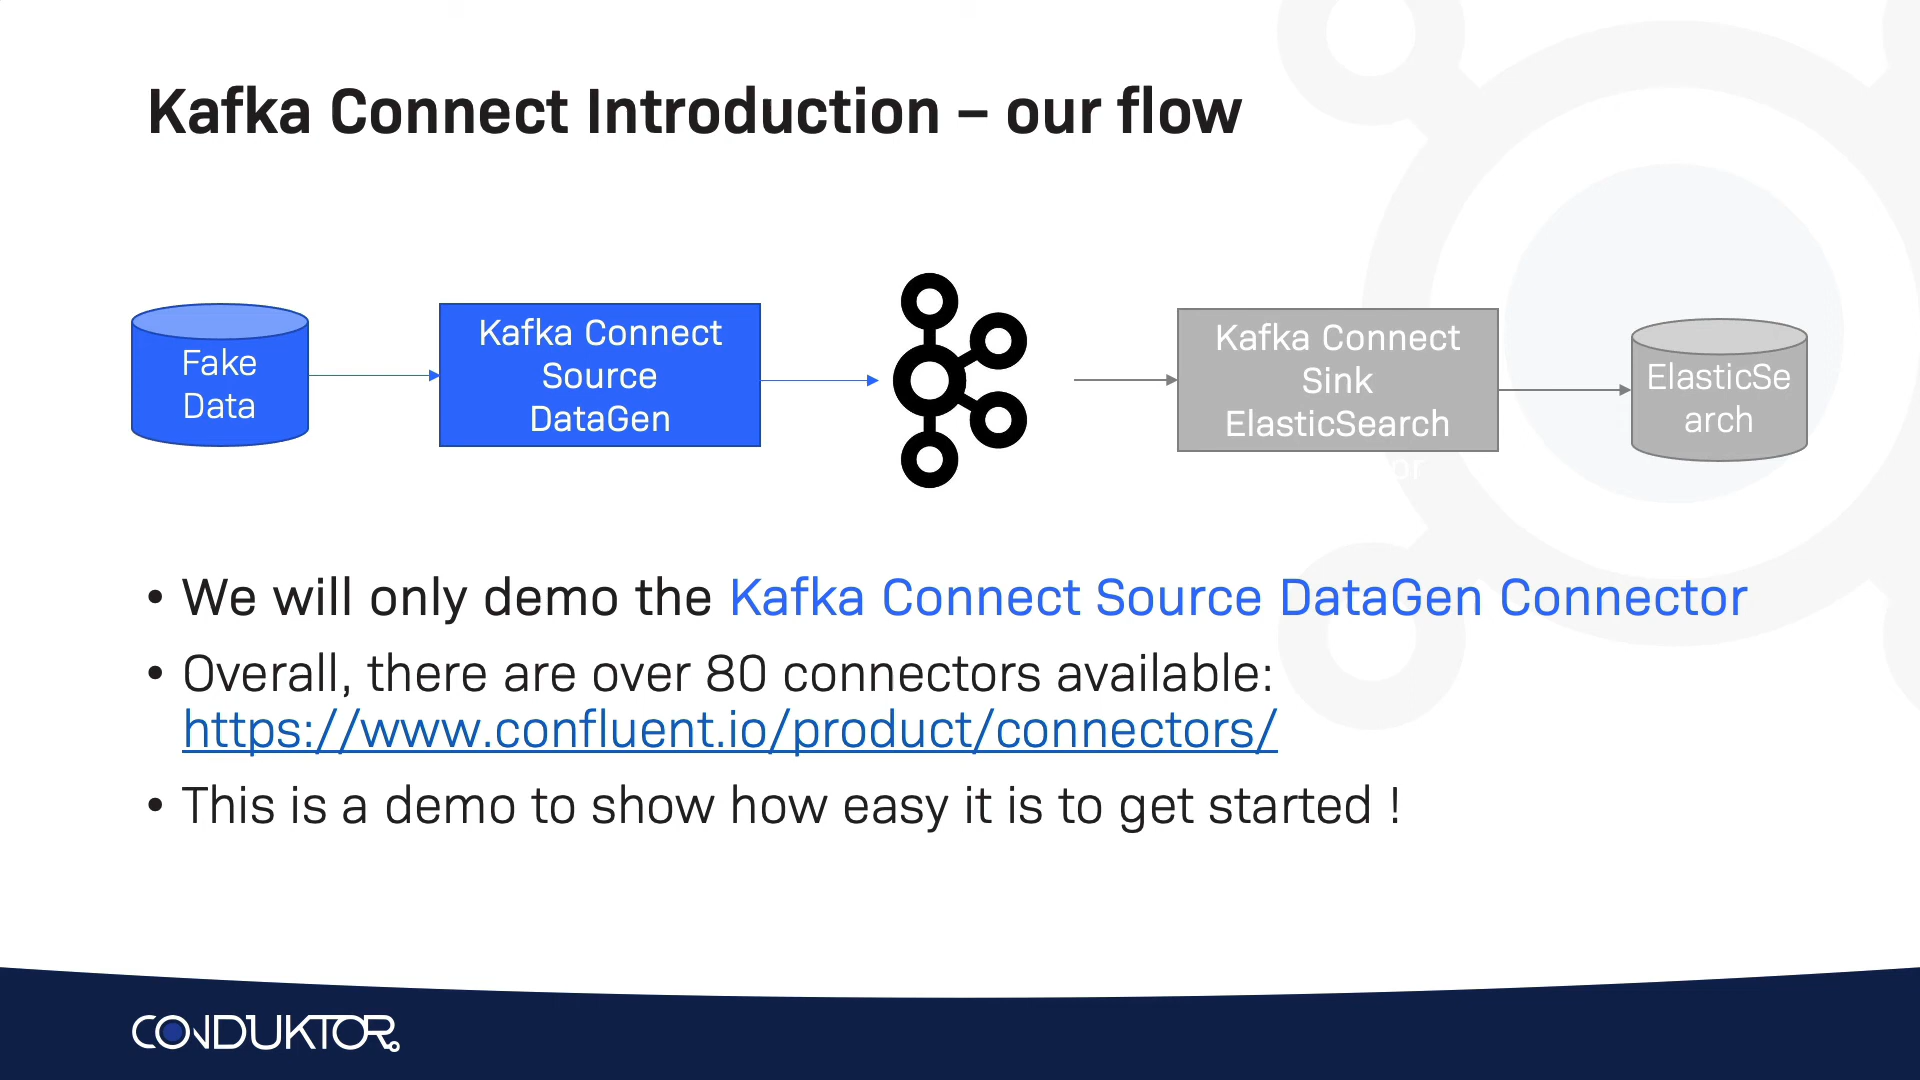 Kafka Connect Introduction – our flow
Fake
Data
Kafka Connect
Source
DataGen
Kafka Connect
Sink
ElasticSearch
ElasticSe
arch
• We will only demo the Kafka Connect Source DataGen Connector
• Overall, there are over 80 connectors available:
https://www.confluent.io/product/connectors/
• This is a demo to show how easy it is to get started !
CONDUKTOR